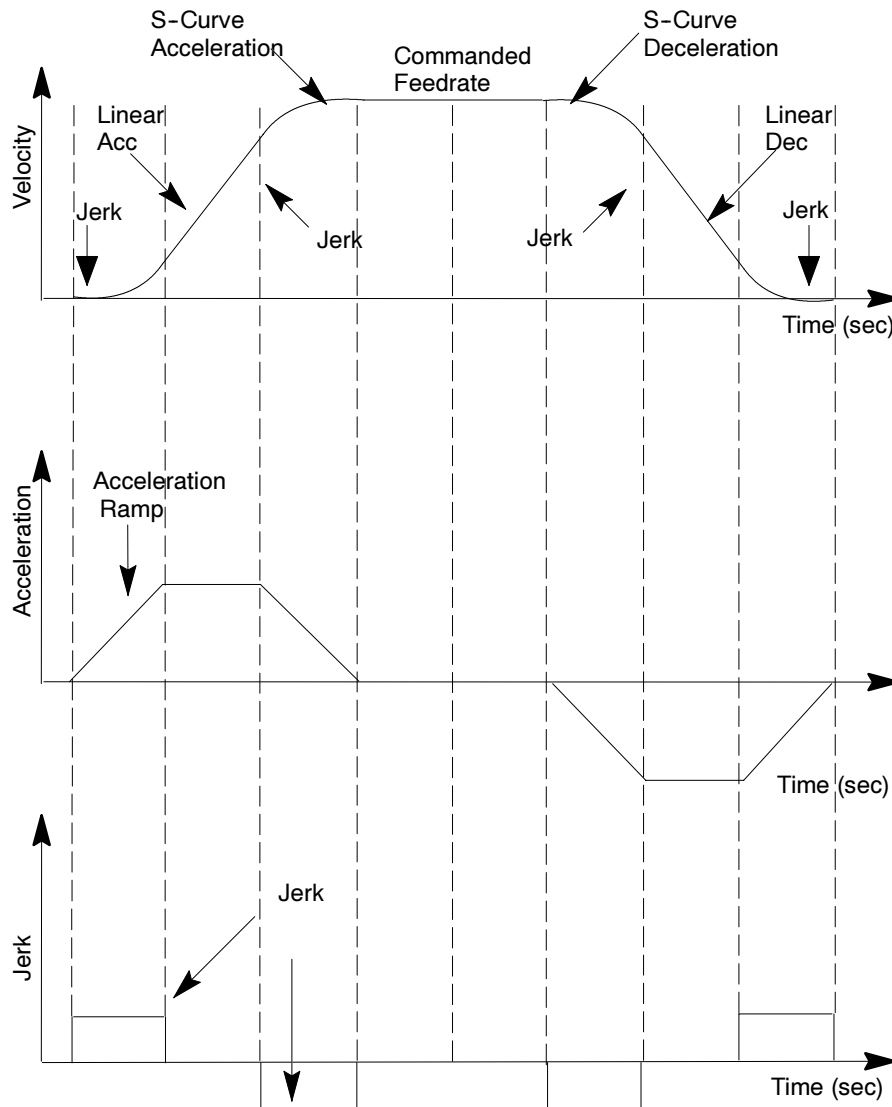 S-Curve
Acceleration
Commanded
Feedrate
S-Curve
Deceleration
Linear
Acc
Linear
Dec
Velocity
Jerk
Jerk
Jerk
Jerk
Time (sec)
Acceleration
Ramp
Acceleration
Time (sec)
Jerk
Jerk
Time (sec)